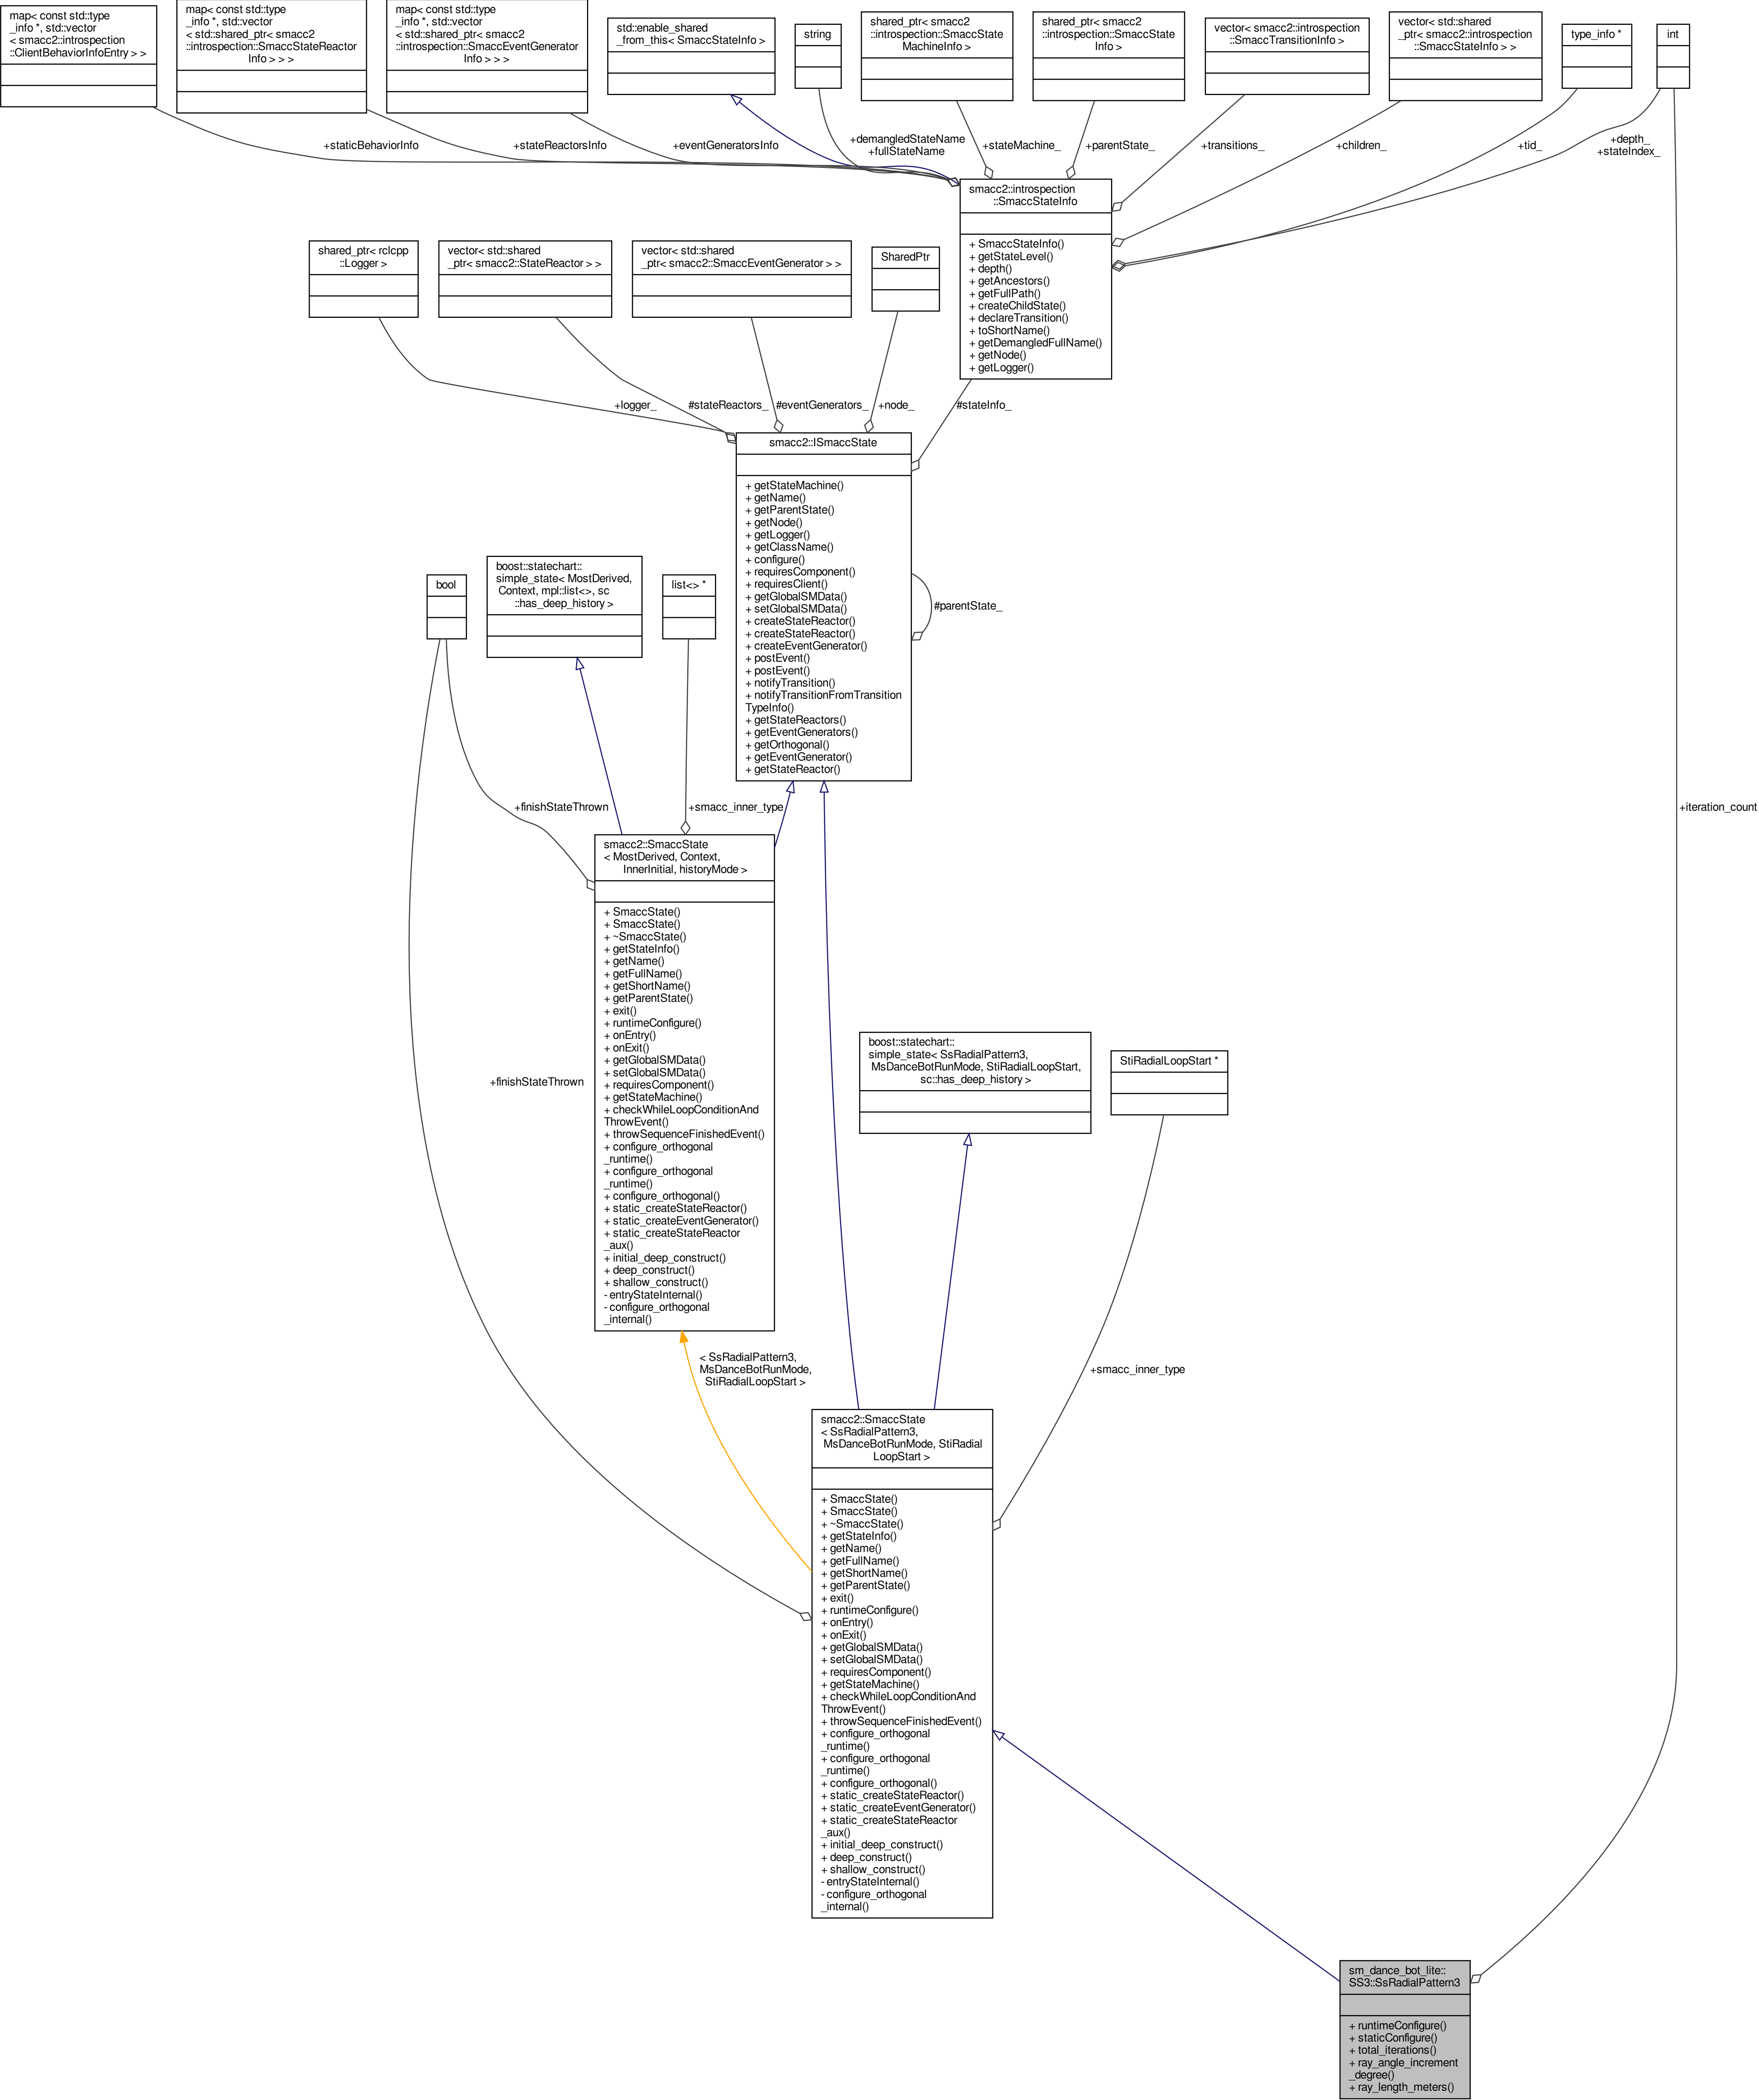 map< const std::type
_info *, std::vector
< smacc2::introspection
::ClientBehaviorInfoEntry > >
map< const std::type
_info *, std::vector
< std::shared_ptr< smacc2
::introspection::SmaccStateReactor
Info > > >
map< const std::type
_info *, std::vector
< std::shared_ptr< smacc2
::introspection::SmaccEventGenerator
Info > > >
std::enable_shared
_from_this< SmaccStateInfo >
string
shared_ptr< smacc2
::introspection::SmaccState
MachineInfo >
shared_ptr< smacc2
::introspection::SmaccState
Info >
vector< smacc2::introspection
::SmaccTransitionInfo >
vector< std::shared
_ptr< smacc2::introspection
::SmaccStateInfo > >
type_info *
int
+staticBehaviorInfo
+stateReactorsInfo
+eventGeneratorsInfo
+demangledStateName
+fullStateName
+stateMachine_
+parentState_
+transitions_
+children_
+tid_
+depth_
+stateIndex_
smacc2::introspection
::SmaccStateInfo
+ SmaccStateInfo()
+ getStateLevel()
+ depth()
+ getAncestors()
+ getFullPath()
+ createChildState()
+ declareTransition()
+ toShortName()
+ getDemangledFullName()
+ getNode()
+ getLogger()
shared_ptr< rclcpp
::Logger >
vector< std::shared
_ptr< smacc2::StateReactor > >
vector< std::shared
_ptr< smacc2::SmaccEventGenerator > >
SharedPtr
+logger_
#stateReactors_
#eventGenerators_
+node_
#stateInfo_
smacc2::ISmaccState
+ getStateMachine()
+ getName()
+ getParentState()
+ getNode()
+ getLogger()
+ getClassName()
+ configure()
+ requiresComponent()
+ requiresClient()
+ getGlobalSMData()
+ setGlobalSMData()
+ createStateReactor()
+ createStateReactor()
+ createEventGenerator()
+ postEvent()
+ postEvent()
+ notifyTransition()
+ notifyTransitionFromTransition
TypeInfo()
+ getStateReactors()
+ getEventGenerators()
+ getOrthogonal()
+ getEventGenerator()
+ getStateReactor()
#parentState_
bool
boost::statechart::
simple_state< MostDerived,
Context, mpl::list<>, sc
::has_deep_history >
list<> *
+finishStateThrown
+smacc_inner_type
+iteration_count
smacc2::SmaccState
< MostDerived, Context,
InnerInitial, historyMode >
+ SmaccState()
+ SmaccState()
+ ~SmaccState()
+ getStateInfo()
+ getName()
+ getFullName()
+ getShortName()
+ getParentState()
+ exit()
+ runtimeConfigure()
+ onEntry()
+ onExit()
+ getGlobalSMData()
+ setGlobalSMData()
+ requiresComponent()
+ getStateMachine()
+ checkWhileLoopConditionAnd
ThrowEvent()
+ throwSequenceFinishedEvent()
+ configure_orthogonal
_runtime()
+ configure_orthogonal
_runtime()
+ configure_orthogonal()
+ static_createStateReactor()
+ static_createEventGenerator()
+ static_createStateReactor
_aux()
+ initial_deep_construct()
+ deep_construct()
+ shallow_construct()
- entryStateInternal()
- configure_orthogonal
_internal()
+finishStateThrown
boost::statechart::
simple_state< SsRadialPattern3,
MsDanceBotRunMode, StiRadialLoopStart,
sc::has_deep_history >
StiRadialLoopStart *
< SsRadialPattern3,
MsDanceBotRunMode,
StiRadialLoopStart >
+smacc_inner_type
smacc2::SmaccState
< SsRadialPattern3,
MsDanceBotRunMode, StiRadial
LoopStart >
+ SmaccState()
+ SmaccState()
+ ~SmaccState()
+ getStateInfo()
+ getName()
+ getFullName()
+ getShortName()
+ getParentState()
+ exit()
+ runtimeConfigure()
+ onEntry()
+ onExit()
+ getGlobalSMData()
+ setGlobalSMData()
+ requiresComponent()
+ getStateMachine()
+ checkWhileLoopConditionAnd
ThrowEvent()
+ throwSequenceFinishedEvent()
+ configure_orthogonal
_runtime()
+ configure_orthogonal
_runtime()
+ configure_orthogonal()
+ static_createStateReactor()
+ static_createEventGenerator()
+ static_createStateReactor
_aux()
+ initial_deep_construct()
+ deep_construct()
+ shallow_construct()
- entryStateInternal()
- configure_orthogonal
_internal()
sm_dance_bot_lite::
SS3::SsRadialPattern3
+ runtimeConfigure()
+ staticConfigure()
+ total_iterations()
+ ray_angle_increment
_degree()
+ ray_length_meters()